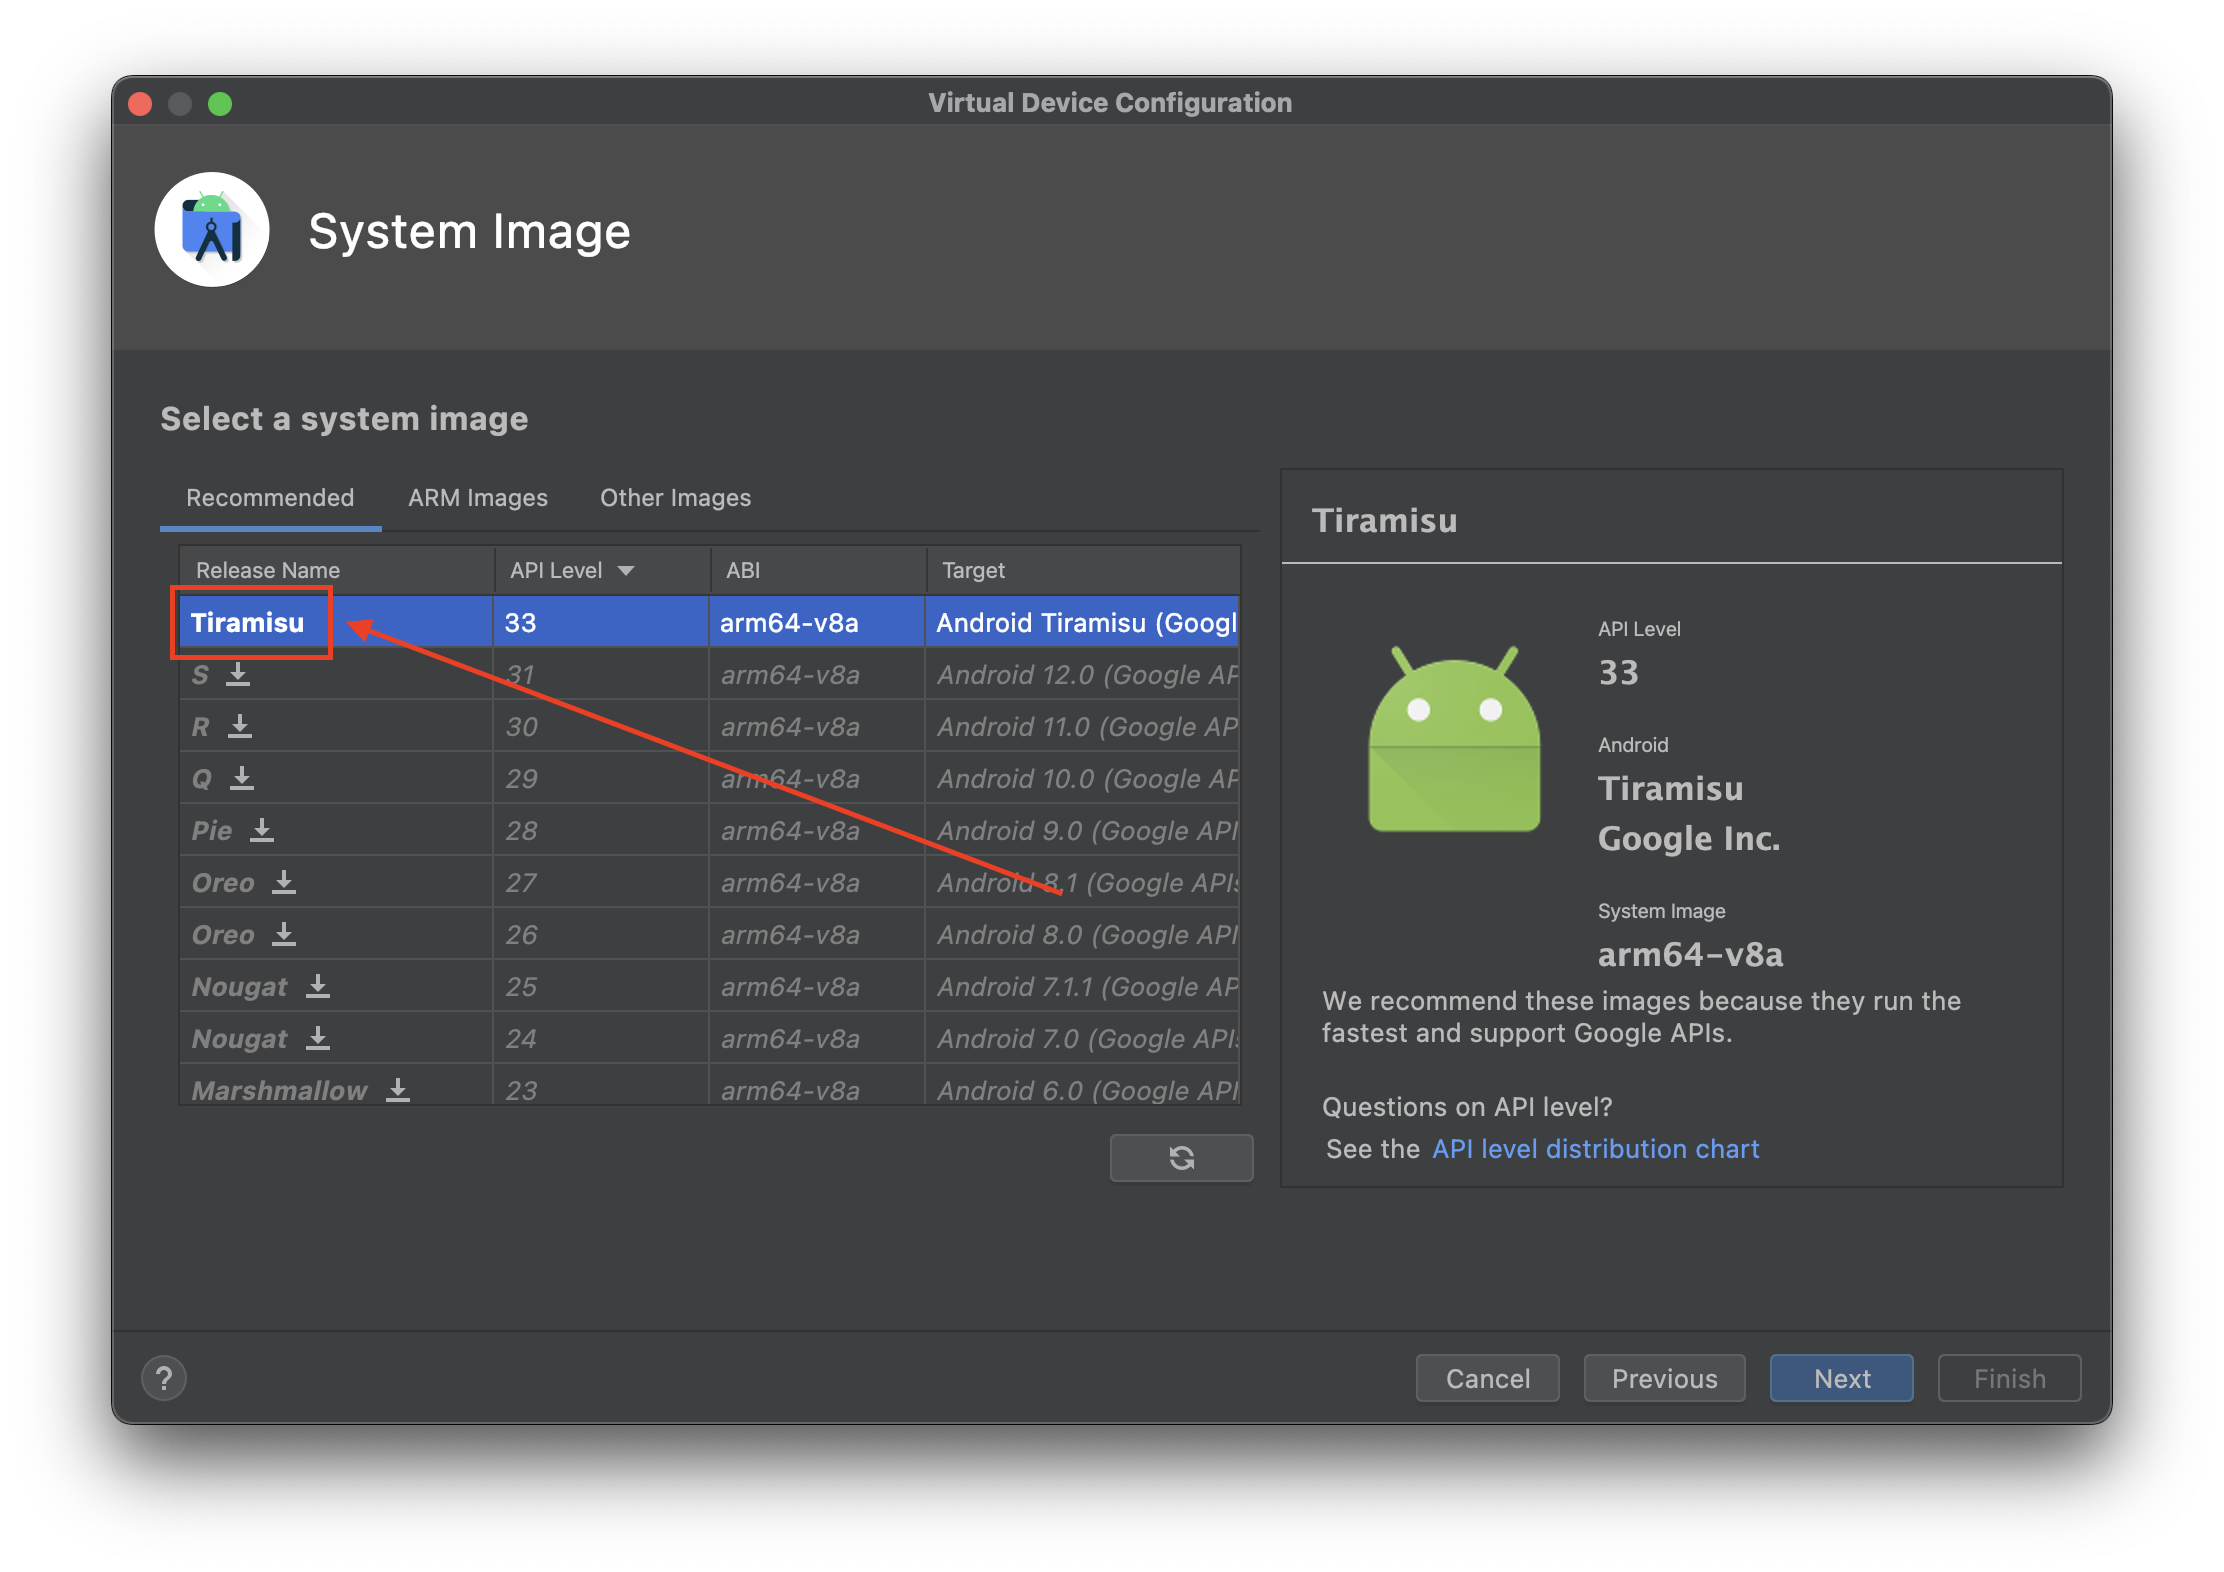 Virtual Device Configuration
System Image
Select a system image
Recommended ARM Images Other Images
Release Name API Level ABI Target
Tiramisu 33 arm64-v8a Android Tiramisu (Googl
S 31 arm64-v8a Android 12.0 (Google AP
R 30 arm64-v8a Android 11.0 (Google AP
Q 29 arm64-v8a Android 10.0 (Google AP
Pie 28 arm64-v8a Android 9.0 (Google API
Oreo 27 arm64-v8a Android 8.1 (Google APIs
Oreo 26 arm64-v8a Android 8.0 (Google API
Nougat 25 arm64-v8a Android 7.1.1 (Google AP
Nougat 24 arm64-v8a Android 7.0 (Google APIs
Marshmallow 23 arm64-v8a Android 6.0 (Google API
Tiramisu
API Level
33
Android
Tiramisu
Google Inc.
System Image
arm64-v8a
We recommend these images because they run the
fastest and support Google APIs.
Questions on API level?
See the API level distribution chart
? Cancel Previous Next Finish